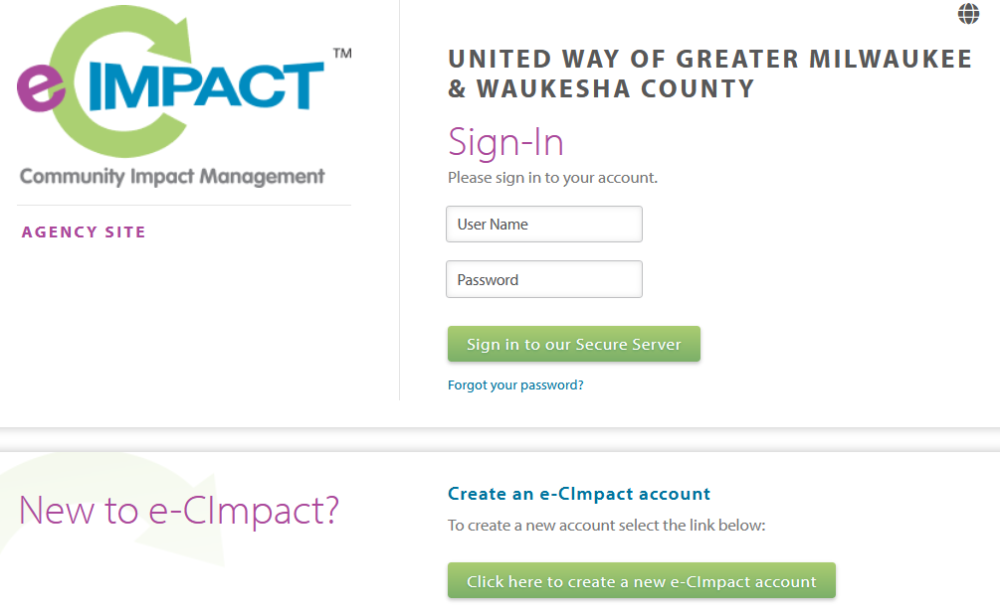 e CIMPACT TM
Community Impact Management
AGENCY SITE
UNITED WAY OF GREATER MILWAUKEE
& WAUKESHA COUNTY
Sign-In
Please sign in to your account.
User Name
Password
Sign in to our Secure Server
Forgot your password?
New to e-CImpact?
Create an e-CImpact account
To create a new account select the link below:
Click here to create a new e-CImpact account